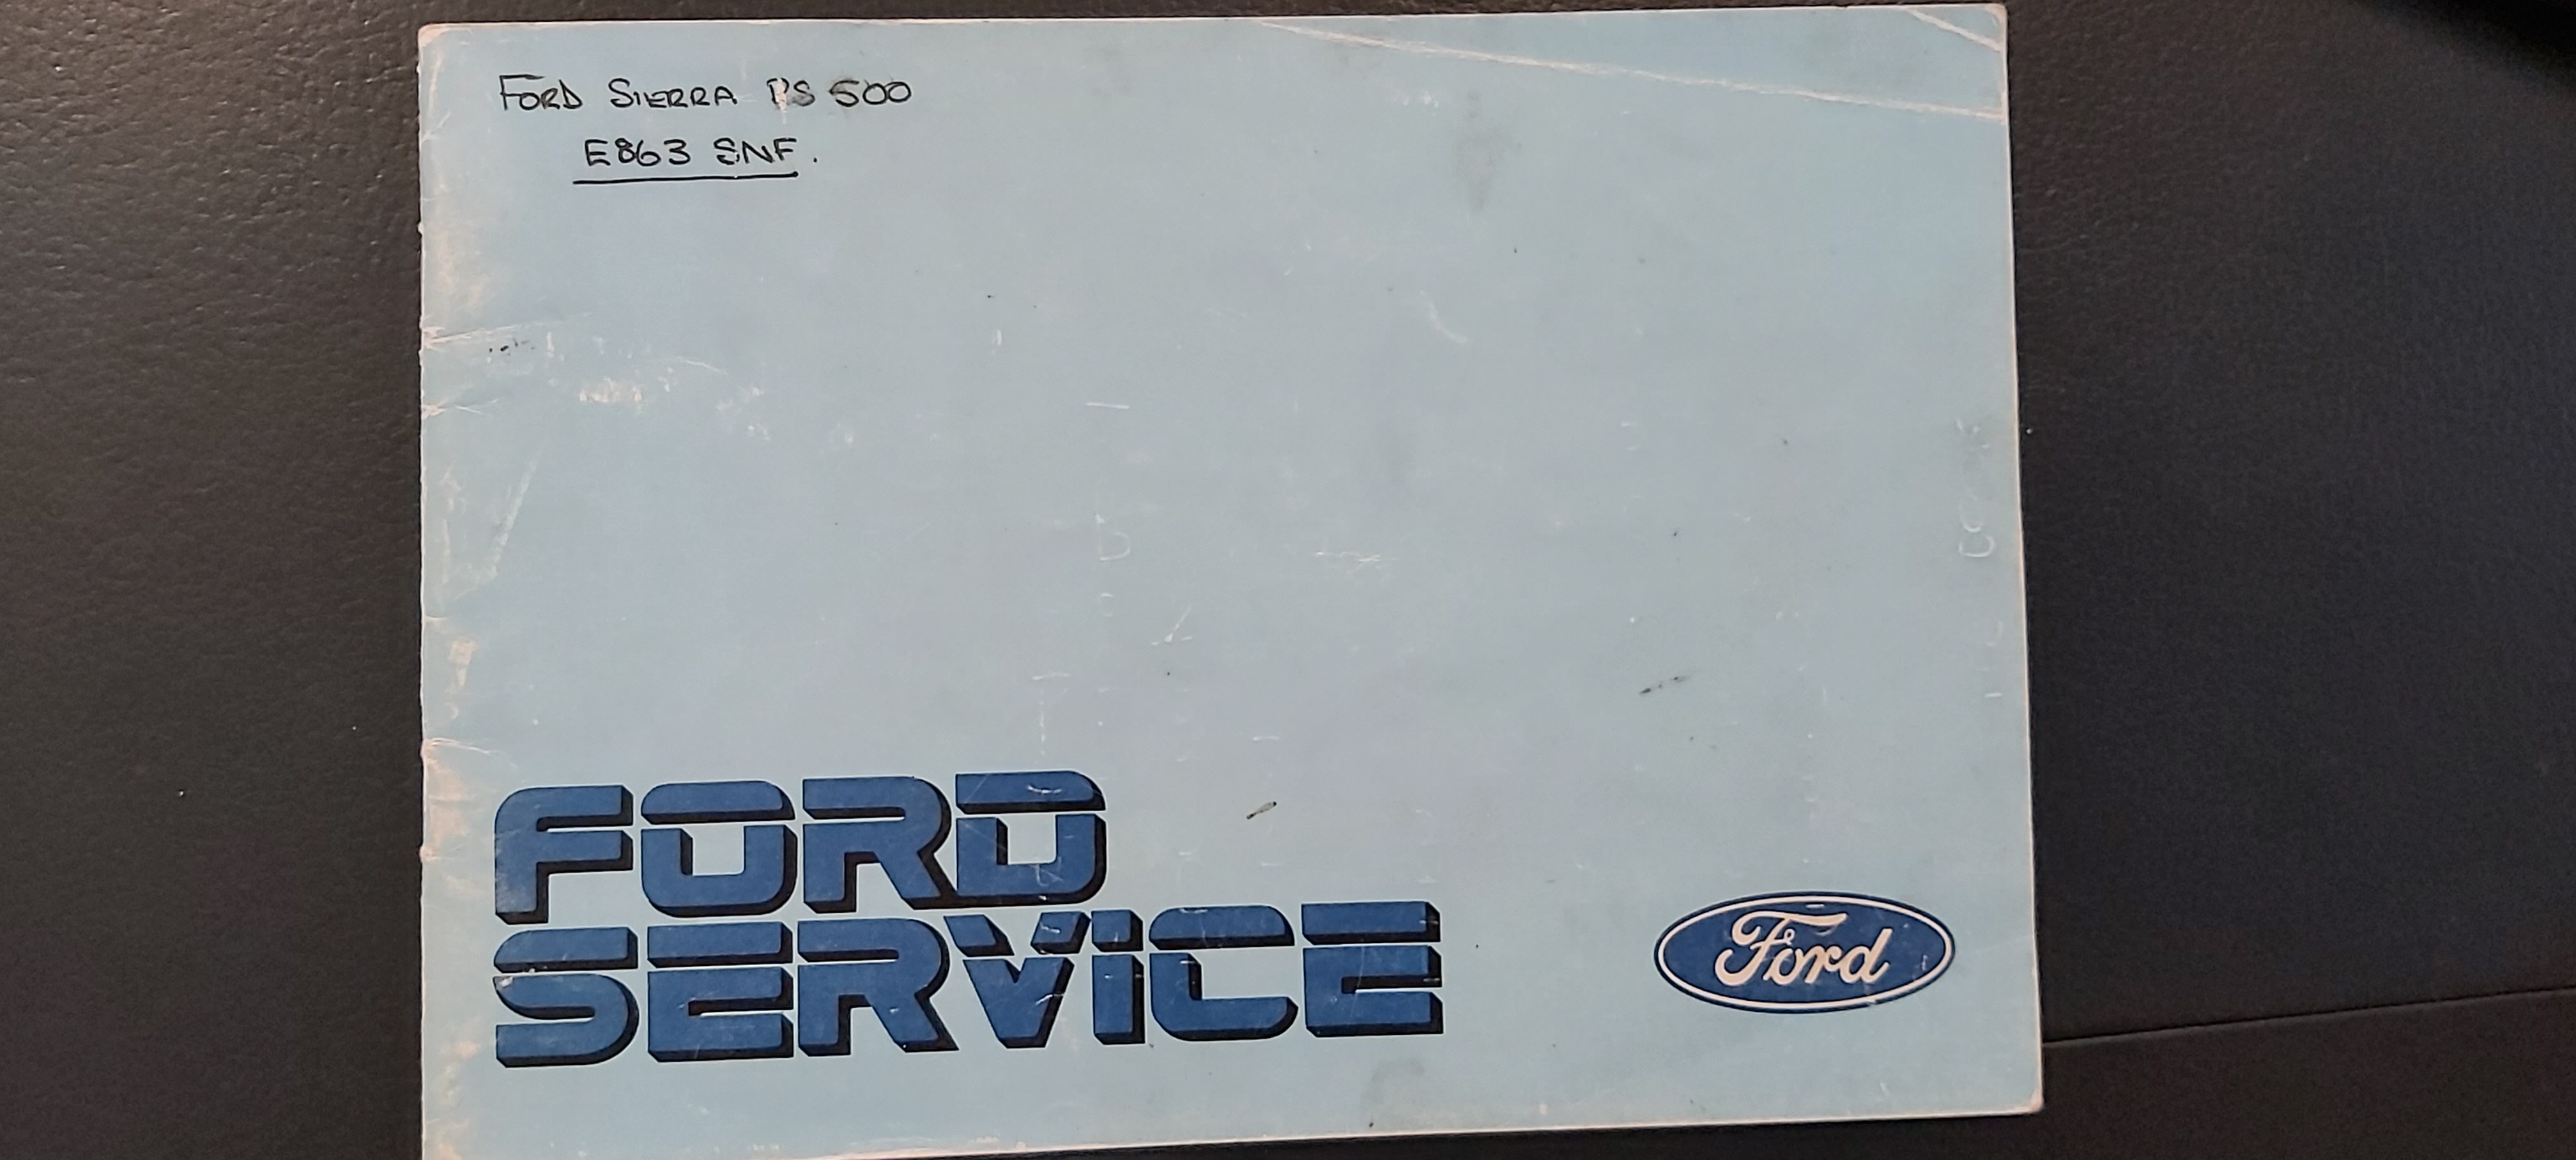 FORD SIERRA RS 500
E863 SNF.
FORD
SERVICE
Ford